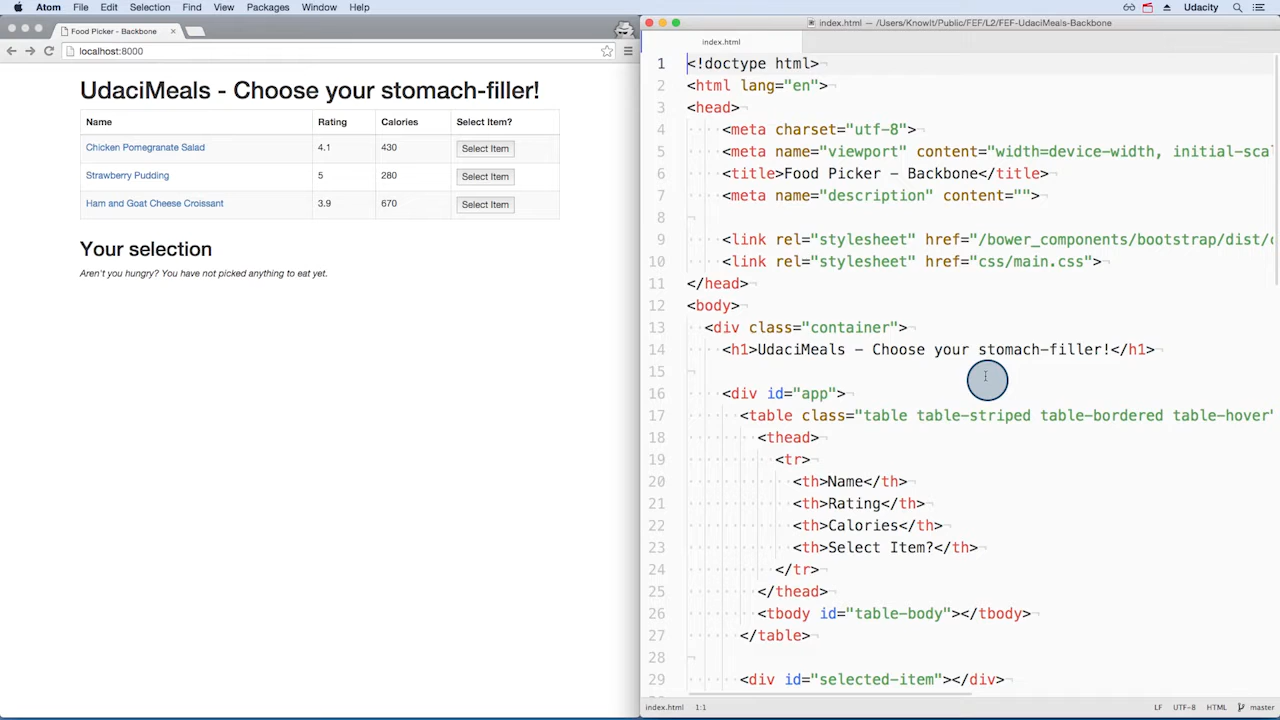 Atom File Edit View Selection Find Packages Window Help Udacity
Food Picker - Backbone
localhost:8000
UdaciMeals - Choose your stomach-filler!
Name Rating Calories Select Item?
Chicken Pomegranate Salad 4.1 430 Select Item
Strawberry Pudding 5 280 Select Item
Ham and Goat Cheese Croissant 3.9 670 Select Item
Your selection
Aren't you hungry? You have not picked anything to eat yet.
index.html — /Users/KnowIt/Public/FEF/L2/FEF-UdaciMeals-Backbone
index.html
1 <!doctype html>
2 <html lang="en">
3 <head>
4 <meta charset="utf-8">
5 <meta name="viewport" content="width=device-width, initial-scal
6 <title>Food Picker - Backbone</title>
7 <meta name="description" content="">
8
9 <link rel="stylesheet" href="/bower_components/bootstrap/dist/c
10 <link rel="stylesheet" href="css/main.css">
11 </head>
12 <body>
13 <div class="container">
14 <h1>UdaciMeals - Choose your stomach-filler!</h1>
15
16 <div id="app">
17 <table class="table table-striped table-bordered table-hover"
18 <thead>
19 <tr>
20 <th>Name</th>
21 <th>Rating</th>
22 <th>Calories</th>
23 <th>Select Item?</th>
24 </tr>
25 </thead>
26 <tbody id="table-body"></tbody>
27 </table>
28
29 <div id="selected-item"></div>
index.html 1:1 LF UTF-8 HTML master